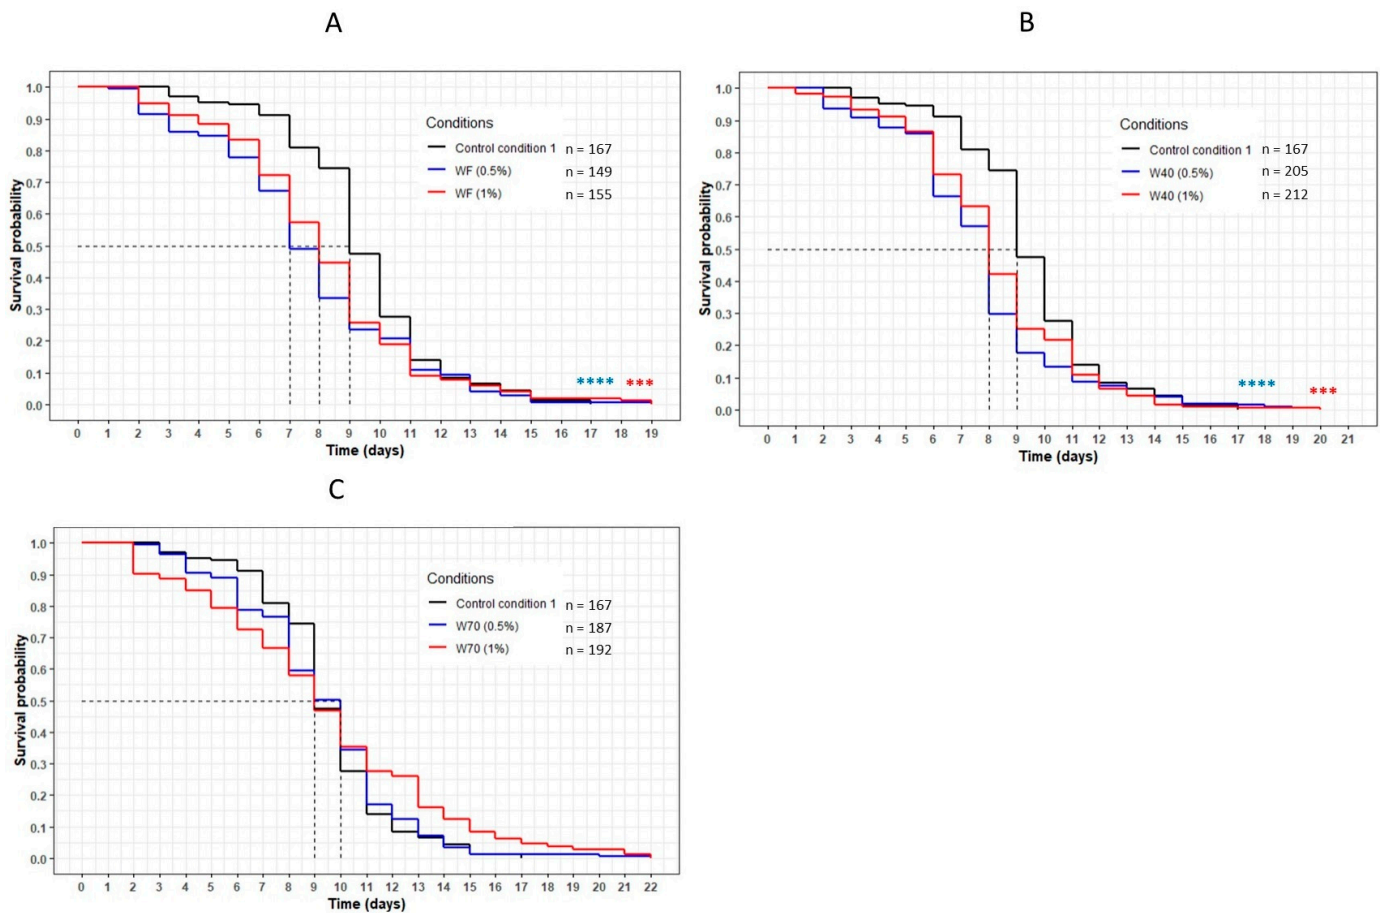 A
Survival probability
1.0
0.9
0.8
0.7
0.6
0.5
0.4
0.3
0.2
0.1
0.0
Conditions
Control condition 1 n = 167
WF (0.5%) n = 149
WF (1%) n = 155
**** ***
0 1 2 3 4 5 6 7 8 9 10 11 12 13 14 15 16 17 18 19
Time (days)
B
Survival probability
1.0
0.9
0.8
0.7
0.6
0.5
0.4
0.3
0.2
0.1
0.0
Conditions
Control condition 1 n = 167
W40 (0.5%) n = 205
W40 (1%) n = 212
**** ***
0 1 2 3 4 5 6 7 8 9 10 11 12 13 14 15 16 17 18 19 20 21
Time (days)
C
Survival probability
1.0
0.9
0.8
0.7
0.6
0.5
0.4
0.3
0.2
0.1
0.0
Conditions
Control condition 1 n = 167
W70 (0.5%) n = 187
W70 (1%) n = 192
0 1 2 3 4 5 6 7 8 9 10 11 12 13 14 15 16 17 18 19 20 21 22
Time (days)